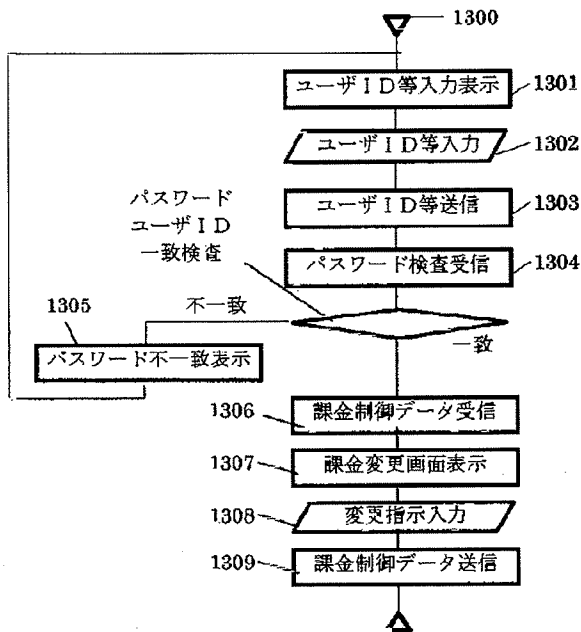 1300
ユーザID等入力表示
1301
ユーザID等入力
1302
パスワード
ユーザID
一致検査
ユーザID等送信
1303
パスワード検査受信
1304
1305
不一致
一致
パスワード不一致表示
1306
課金制御データ受信
1307
課金変更画面表示
1308
変更指示入力
1309
課金制御データ送信